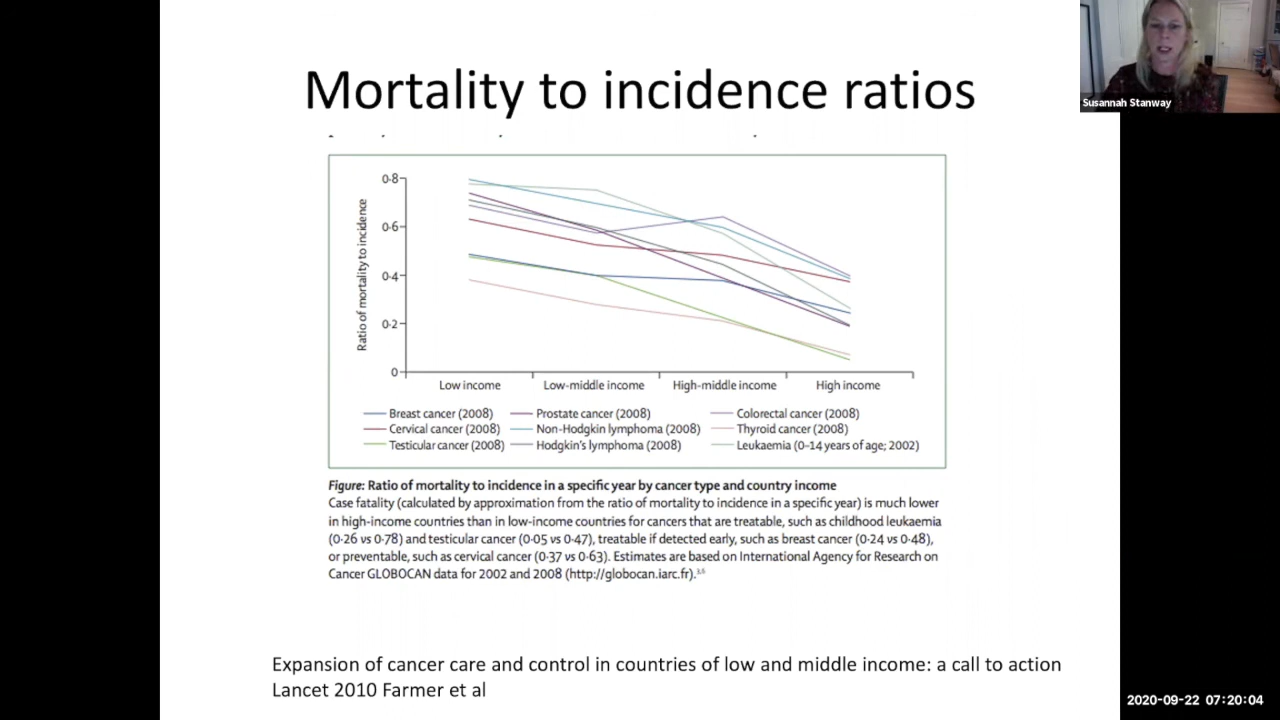 Mortality to incidence ratios
Susannah Stanway
0·8
0·6
0·4
0·2
0
Ratio of mortality to incidence
Low income
Low-middle income
High-middle income
High income
Breast cancer (2008)
Prostate cancer (2008)
Colorectal cancer (2008)
Cervical cancer (2008)
Non-Hodgkin lymphoma (2008)
Thyroid cancer (2008)
Testicular cancer (2008)
Hodgkin's lymphoma (2008)
Leukaemia (0–14 years of age; 2002)
Figure: Ratio of mortality to incidence in a specific year by cancer type and country income
Case fatality (calculated by approximation from the ratio of mortality to incidence in a specific year) is much lower
in high-income countries than in low-income countries for cancers that are treatable, such as childhood leukaemia
(0·26 vs 0·78) and testicular cancer (0·05 vs 0·47), treatable if detected early, such as breast cancer (0·24 vs 0·48),
or preventable, such as cervical cancer (0·37 vs 0·63). Estimates are based on International Agency for Research on
Cancer GLOBOCAN data for 2002 and 2008 (http://globocan.iarc.fr).³,⁶
Expansion of cancer care and control in countries of low and middle income: a call to action
Lancet 2010 Farmer et al
2020-09-22 07:20:04